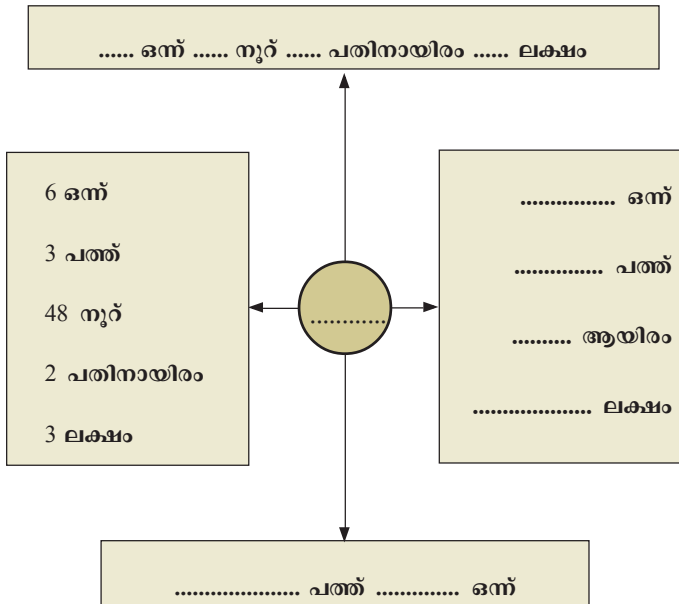 ...... ഒന്ന് ...... നൂറ് ...... പതിനായിരം ...... ലക്ഷം
6 ഒന്ന്
3 പത്ത്
48 നൂറ്
2 പതിനായിരം
3 ലക്ഷം
...........
................ ഒന്ന്
............... പത്ത്
.......... ആയിരം
.................... ലക്ഷം
..................... പത്ത് .............. ഒന്ന്